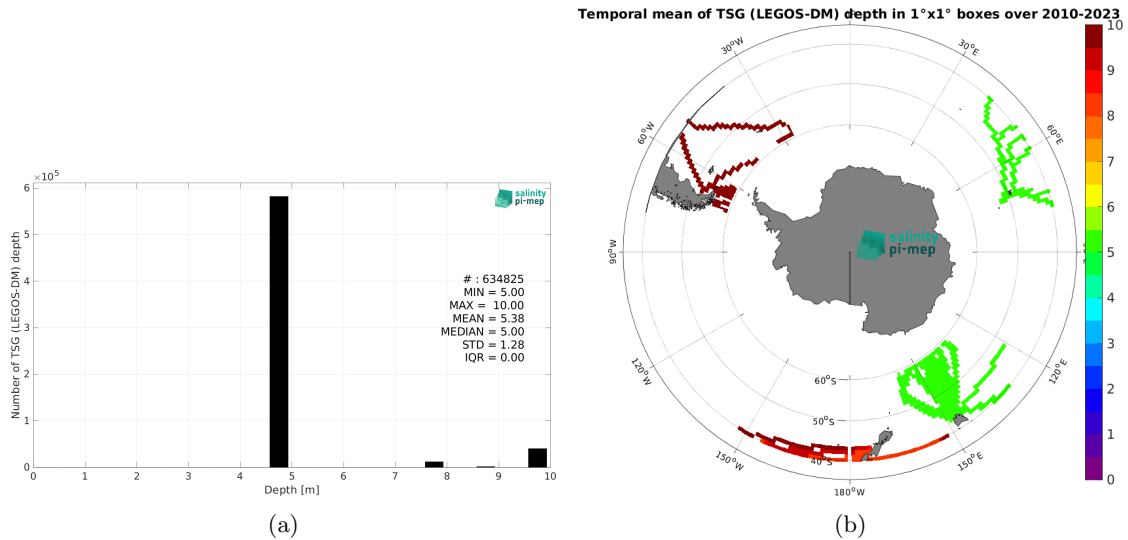 Temporal mean of TSG (LEGOS-DM) depth in 1°x1° boxes over 2010-2023
×10⁵
6
5
4
3
2
1
0
Number of TSG (LEGOS-DM) depth
0 1 2 3 4 5 6 7 8 9 10
Depth [m]
salinity
pi-mep
# : 634825
MIN = 5.00
MAX = 10.00
MEAN = 5.38
MEDIAN = 5.00
STD = 1.28
IQR = 0.00
(a)
30°W
30°E
60°W
60°E
90°W
120°W
120°E
150°W
150°E
180°W
60°S
50°S
40°S
salinity
pi-mep
10
9
8
7
6
5
4
3
2
1
0
(b)